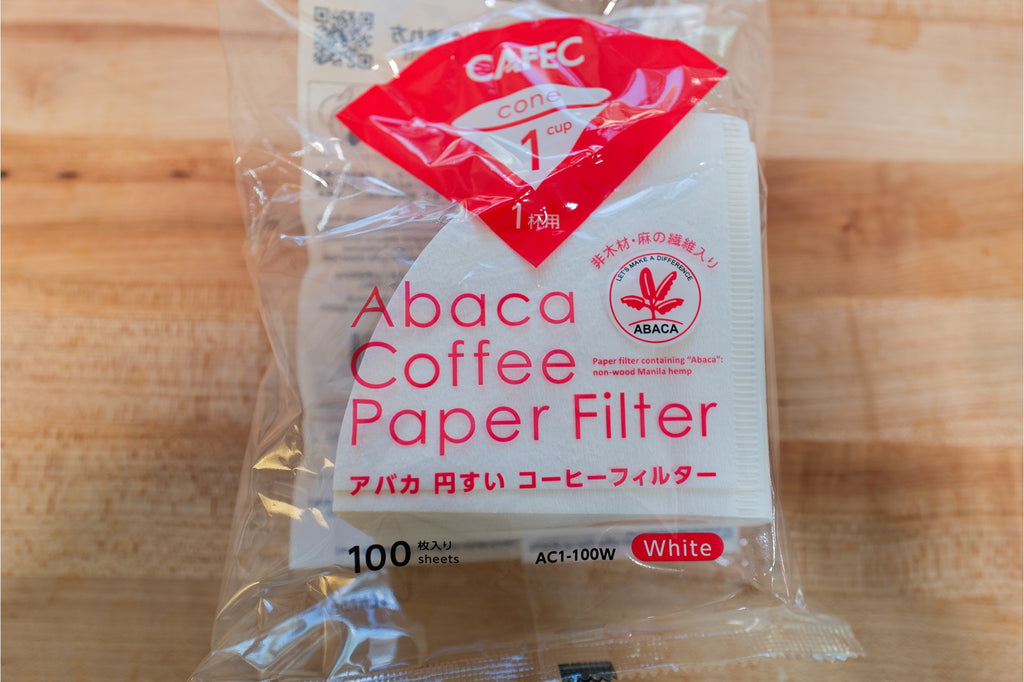 CAFEC
cone
1 cup
1杯用
非木材・麻の繊維入り
LET'S MAKE A DIFFERENCE
ABACA
Abaca
Coffee
Paper Filter
Paper filter containing "Abaca":
non-wood Manila hemp
アバカ 円すい コーヒーフィルター
100 枚入り
sheets
AC1-100W
White